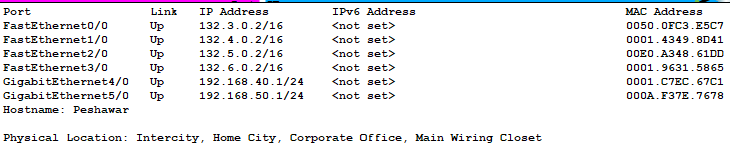 Port Link IP Address IPv6 Address MAC Address
FastEthernet0/0 Up 132.3.0.2/16 <not set> 0050.0FC3.E5C7
FastEthernet1/0 Up 132.4.0.2/16 <not set> 0001.4349.8D41
FastEthernet2/0 Up 132.5.0.2/16 <not set> 00E0.A348.61DD
FastEthernet3/0 Up 132.6.0.2/16 <not set> 0001.9631.5865
GigabitEthernet4/0 Up 192.168.40.1/24 <not set> 0001.C7EC.67C1
GigabitEthernet5/0 Up 192.168.50.1/24 <not set> 000A.F37E.7678
Hostname: Peshawar
Physical Location: Intercity, Home City, Corporate Office, Main Wiring Closet